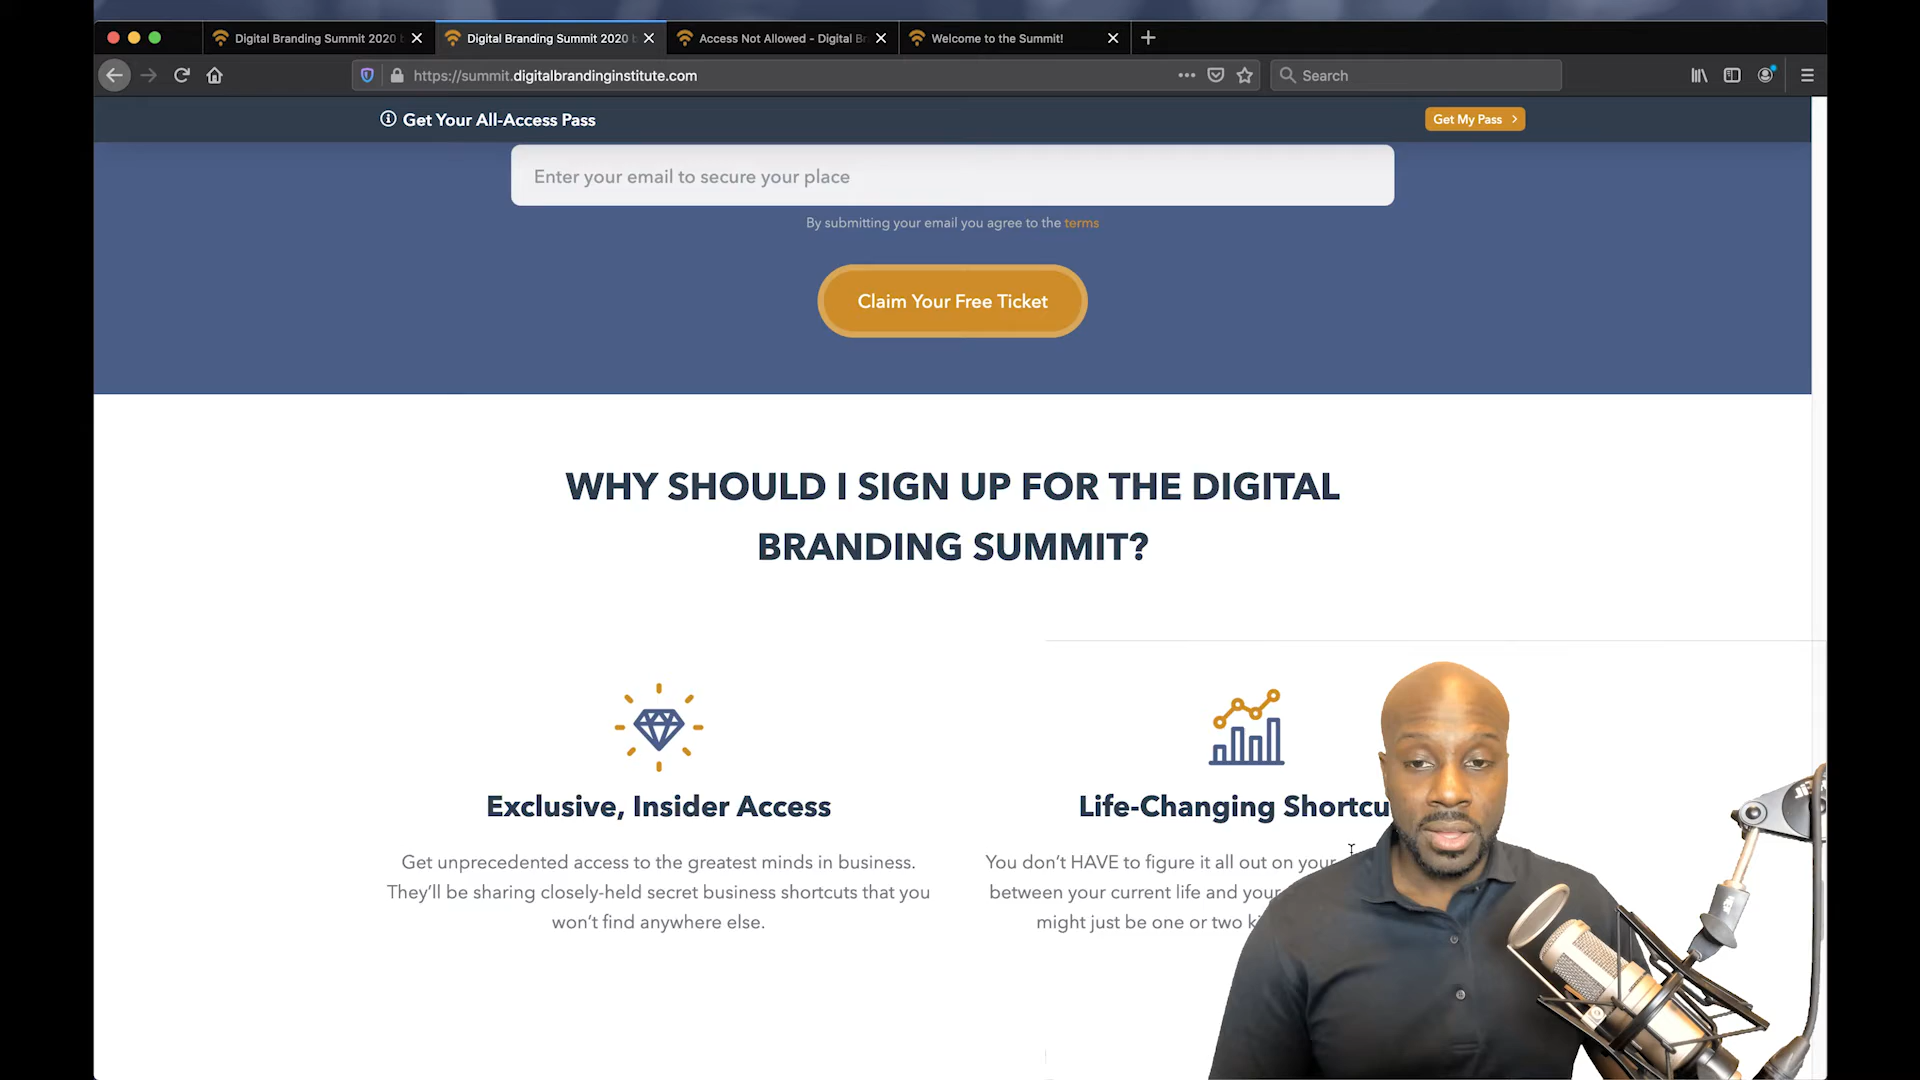 Digital Branding Summit 2020
Digital Branding Summit 2020
Access Not Allowed - Digital
Welcome to the Summit!
https://summit.digitalbrandinginstitute.com
Search
Get Your All-Access Pass
Get My Pass
Enter your email to secure your place
By submitting your email you agree to the terms
Claim Your Free Ticket
WHY SHOULD I SIGN UP FOR THE DIGITAL
BRANDING SUMMIT?
Exclusive, Insider Access
Get unprecedented access to the greatest minds in business.
They’ll be sharing closely-held secret business shortcuts that you
won’t find anywhere else.
Life-Changing Shortcu
You don’t HAVE to figure it all out on your
between your current life and your
might just be one or two